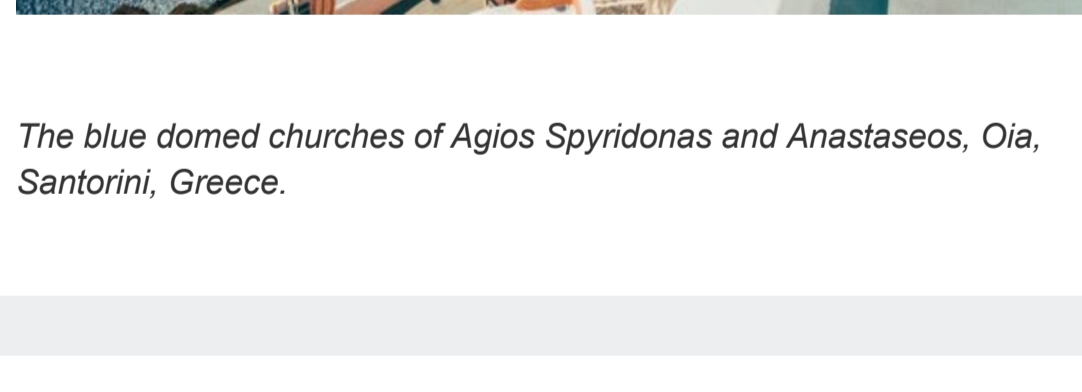 The blue domed churches of Agios Spyridonas and Anastaseos, Oia,
Santorini, Greece.